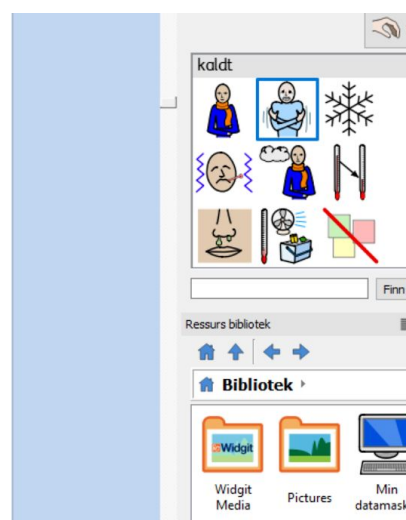 kaldt
Finn
Ressurs bibliotek
Bibliotek
Widgit
Widgit
Media
Pictures
Min
datamask